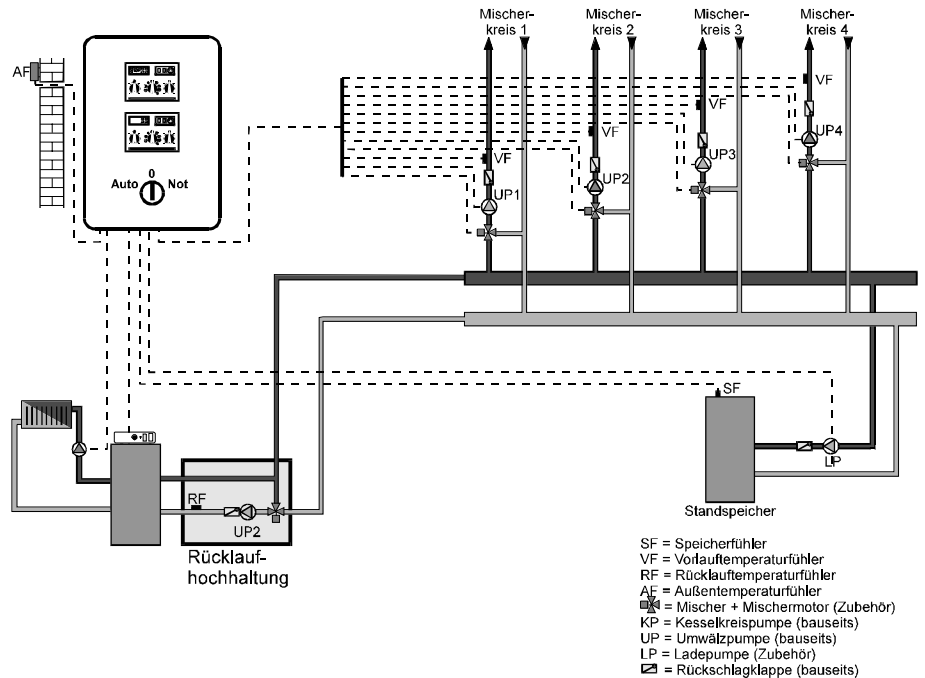 Mischer-
kreis 1
Mischer-
kreis 2
Mischer-
kreis 3
Mischer-
kreis 4
AF
VF
VF
VF
VF
UP4
UP3
UP2
UP1
0
Auto
Not
SF
LP
Standspeicher
RF
UP2
Rücklauf-
hochhaltung
SF = Speicherfühler
VF = Vorlauftemperaturfühler
RF = Rücklauftemperaturfühler
AF = Außentemperaturfühler
= Mischer + Mischermotor (Zubehör)
KP = Kesselkreispumpe (bauseits)
UP = Umwälzpumpe (bauseits)
LP = Ladepumpe (Zubehör)
= Rückschlagklappe (bauseits)